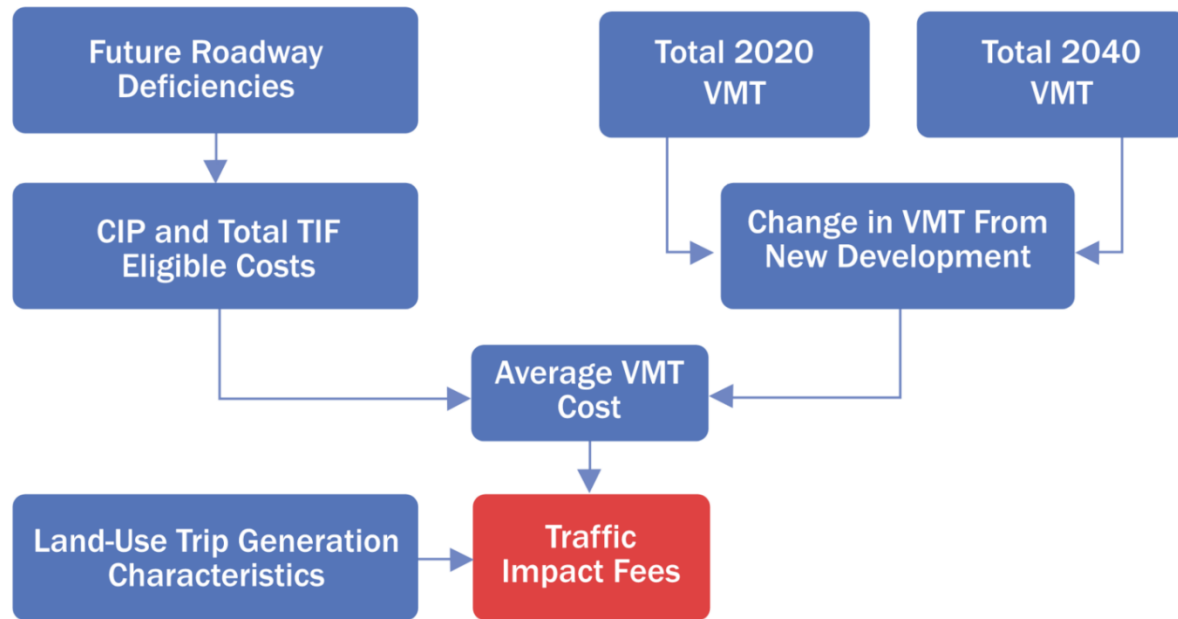 Future Roadway
Deficiencies
Total 2020
VMT
Total 2040
VMT
CIP and Total TIF
Eligible Costs
Change in VMT From
New Development
Average VMT
Cost
Land-Use Trip Generation
Characteristics
Traffic
Impact Fees